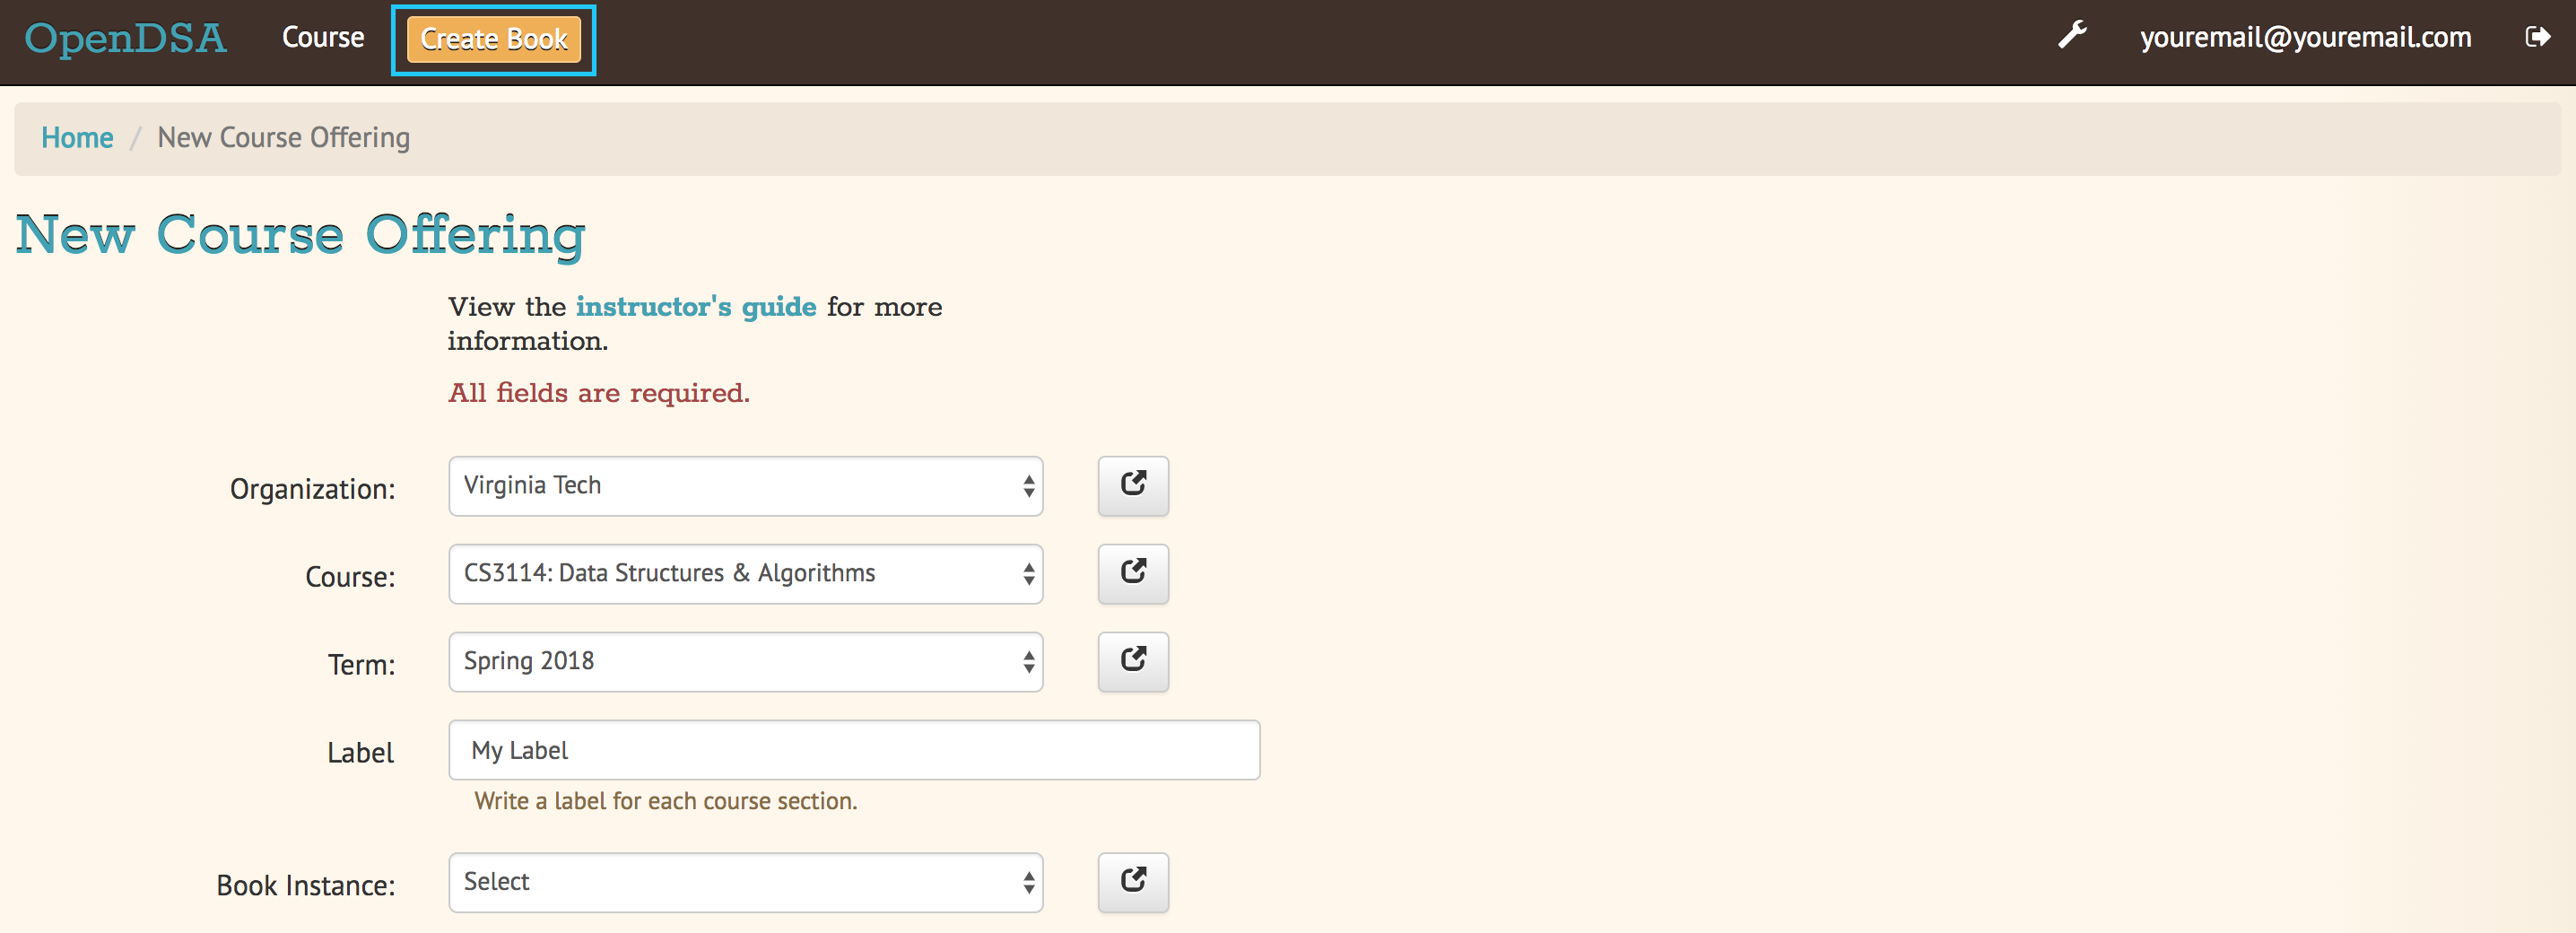 OpenDSA Course Create Book youremail@youremail.com
Home / New Course Offering
New Course Offering
View the instructor's guide for more
information.
All fields are required.
Organization: Virginia Tech
Course: CS3114: Data Structures & Algorithms
Term: Spring 2018
Label My Label
Write a label for each course section.
Book Instance: Select